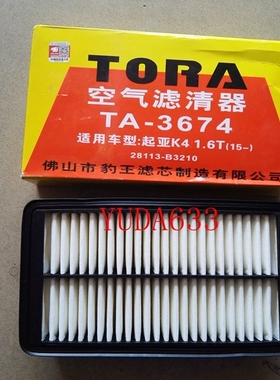 TORA
空气滤清器
TA-3674
适用车型:起亚K4 1.6T(15-)
28113-B3210
佛山市豹王滤芯制造有限公司
YUDA633